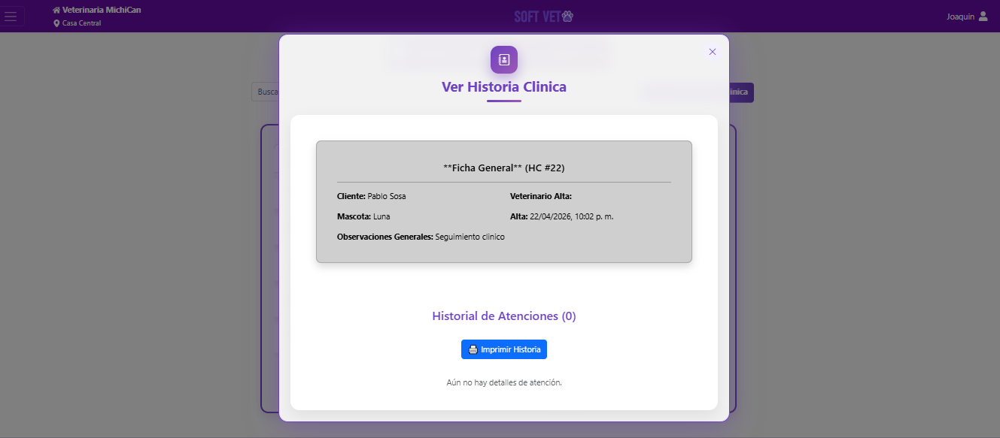 Veterinaria MichiCan
Casa Central
SOFT VET
Joaquin
Ver Historia Clinica
Busca
inica
**Ficha General** (HC #22)
Cliente: Pablo Sosa
Veterinario Alta:
Mascota: Luna
Alta: 22/04/2026, 10:02 p. m.
Observaciones Generales: Seguimiento clinico
Historial de Atenciones (0)
Imprimir Historia
Aún no hay detalles de atención.